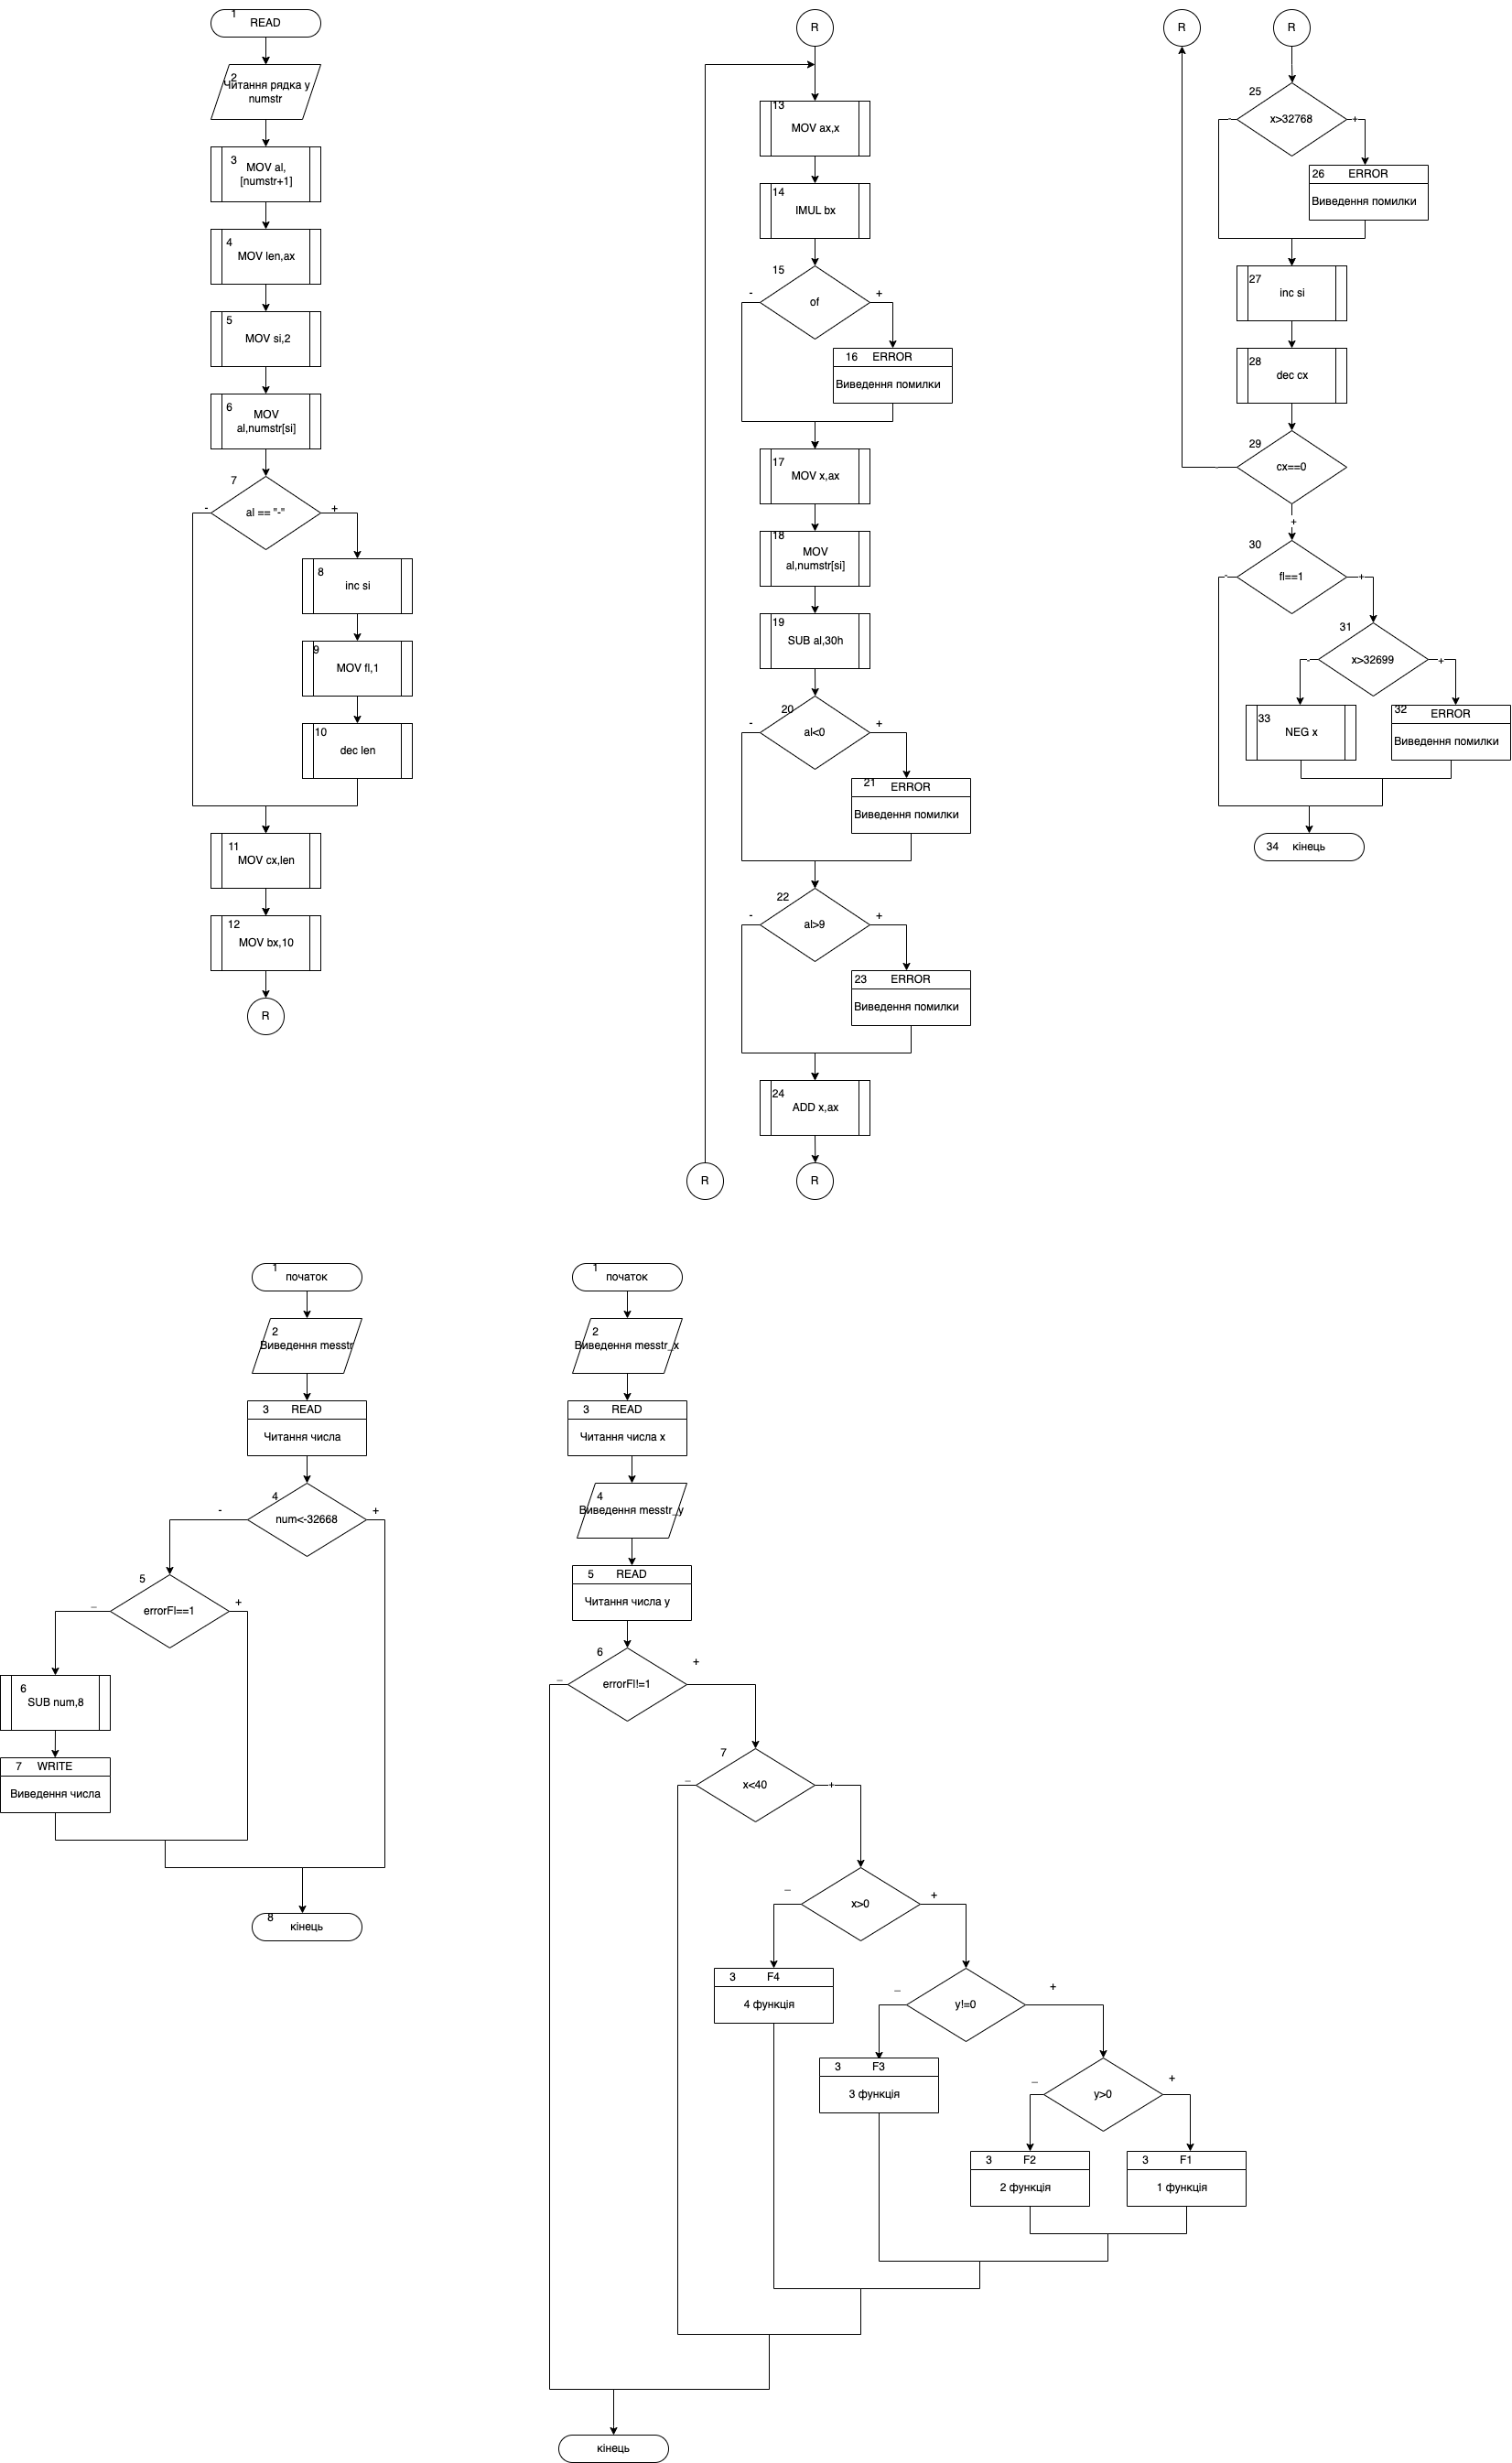 1
READ
2
Читання рядка у
numstr
3
MOV al,
[numstr+1]
4
MOV len,ax
5
MOV si,2
6
MOV
al,numstr[si]
7
al == "-"
-
+
8
inc si
9
MOV fl,1
10
dec len
11
MOV cx,len
12
MOV bx,10
R
R
13
MOV ax,x
14
IMUL bx
15
of
-
+
16 ERROR
Виведення помилки
17
MOV x,ax
18
MOV
al,numstr[si]
19
SUB al,30h
20
al<0
-
+
21 ERROR
Виведення помилки
22
al>9
-
+
23 ERROR
Виведення помилки
24
ADD x,ax
R
R
R
R
25
x>32768
-
+
26 ERROR
Виведення помилки
27
inc si
28
dec cx
29
cx==0
-
+
30
fl==1
-
+
31
x>32699
-
+
33
NEG x
32
ERROR
Виведення помилки
34 кінець
1
початок
2
Виведення messtr
3 READ
Читання числа
4
num<-32668
-
+
5
errorFl==1
_
+
6
SUB num,8
7 WRITE
Виведення числа
8
кінець
1
початок
2
Виведення messtr_x
3 READ
Читання числа x
4
Виведення messtr_y
5 READ
Читання числа y
6
errorFl!=1
_
+
7
x<40
_
+
x>0
_
+
3 F4
4 функція
y!=0
_
+
3 F3
3 функція
y>0
_
+
3 F2
2 функція
3 F1
1 функція
кінець